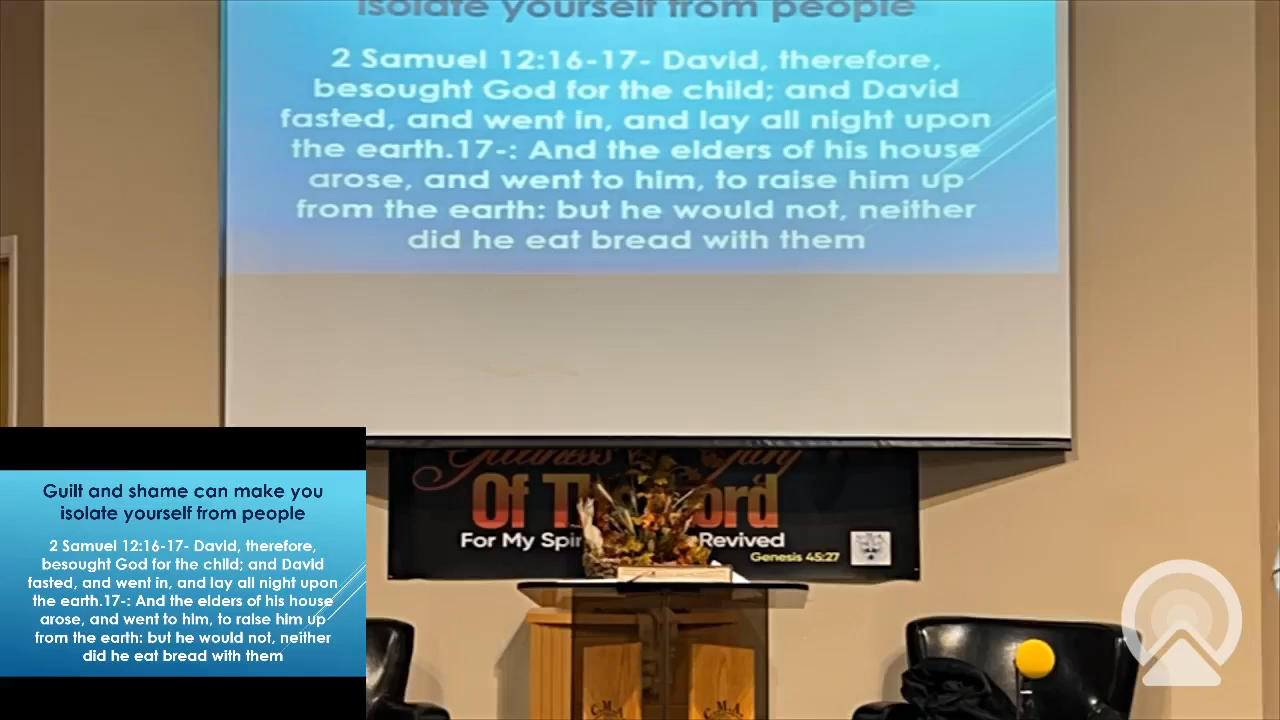 isolate yourself from people
2 Samuel 12:16-17- David, therefore,
besought God for the child; and David
fasted, and went in, and lay all night upon
the earth.17-: And the elders of his house
arose, and went to him, to raise him up
from the earth: but he would not, neither
did he eat bread with them
Of The Lord
For My Spir Revived
Genesis 45:27
C.M.A.
C.M.A.
Guilt and shame can make you
isolate yourself from people
2 Samuel 12:16-17- David, therefore,
besought God for the child; and David
fasted, and went in, and lay all night upon
the earth.17-: And the elders of his house
arose, and went to him, to raise him up
from the earth: but he would not, neither
did he eat bread with them